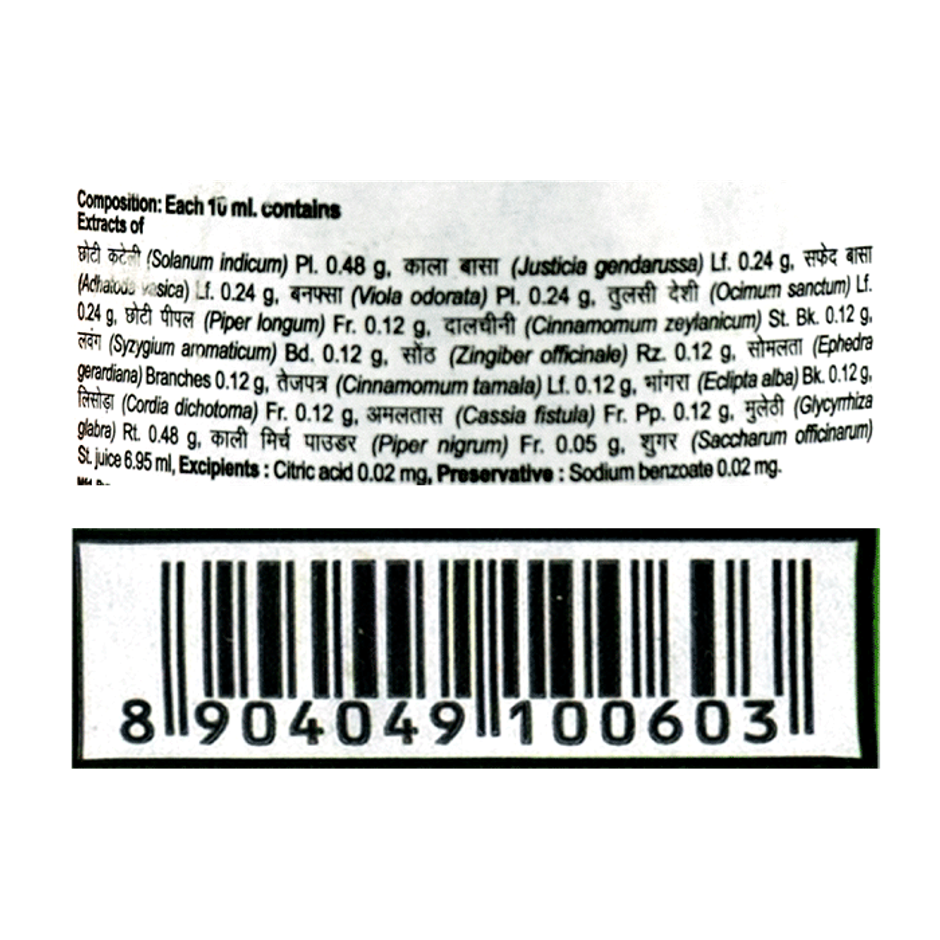 Composition: Each 10 ml. contains
Extracts of
छोटी कटेली (Solanum indicum) Pl. 0.48 g, काला बासा (Justicia gendarussa) Lf. 0.24 g, सफेद बासा
(Adhatoda vasica) Lf. 0.24 g, बनफ्सा (Viola odorata) Pl. 0.24 g, तुलसी देशी (Ocimum sanctum) Lf.
0.24 g, छोटी पीपल (Piper longum) Fr. 0.12 g, दालचीनी (Cinnamomum zeylanicum) St. Bk. 0.12 g,
लवंग (Syzygium aromaticum) Bd. 0.12 g, सोंठ (Zingiber officinale) Rz. 0.12 g, सोमलता (Ephedra
gerardiana) Branches 0.12 g, तेजपत्र (Cinnamomum tamala) Lf. 0.12 g, भांगरा (Eclipta alba) Bk. 0.12 g,
लिसोड़ा (Cordia dichotoma) Fr. 0.12 g, अमलतास (Cassia fistula) Fr. Pp. 0.12 g, मुलेठी (Glycyrrhiza
glabra) Rt. 0.48 g, काली मिर्च पाउडर (Piper nigrum) Fr. 0.05 g, शुगर (Saccharum officinarum)
St. juice 6.95 ml, Excipients : Citric acid 0.02 mg, Preservative : Sodium benzoate 0.02 mg.
8 904049 100603